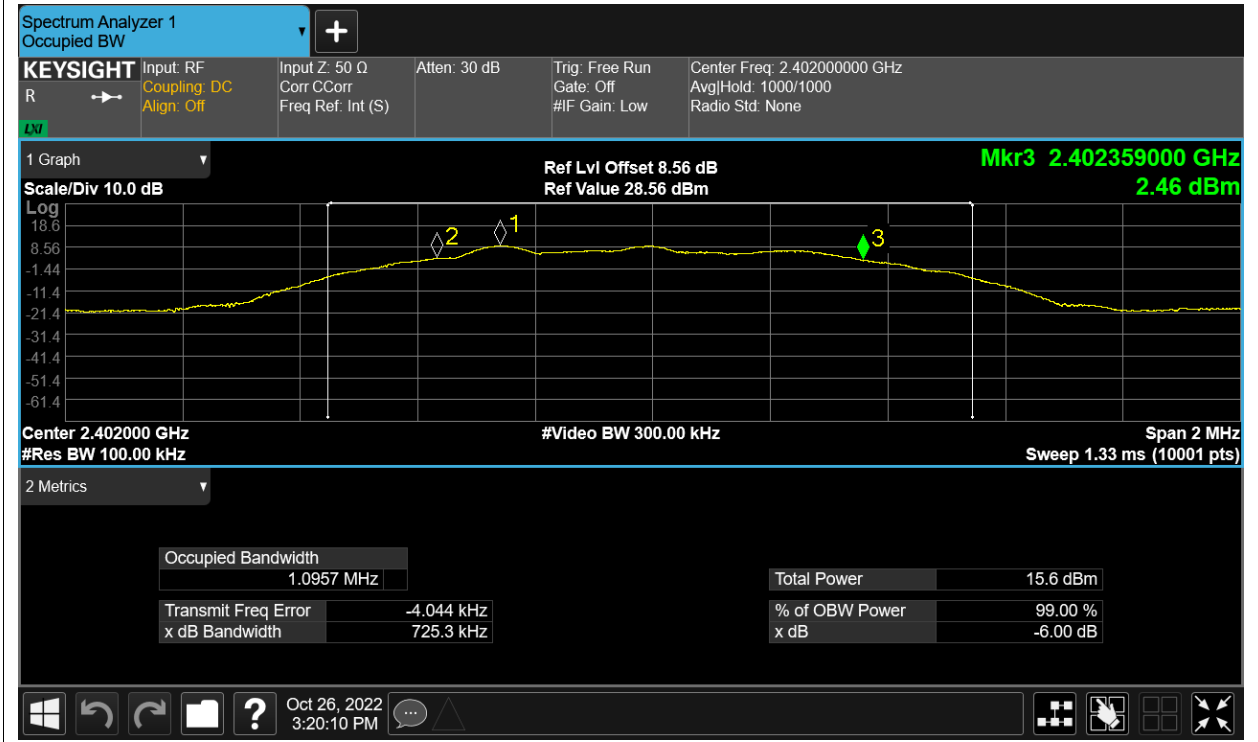 Spectrum Analyzer 1
Occupied BW
KEYSIGHT
R
LXI
Input: RF
Coupling: DC
Align: Off
Input Z: 50 Ω
Corr CCorr
Freq Ref: Int (S)
Atten: 30 dB
Trig: Free Run
Gate: Off
#IF Gain: Low
Center Freq: 2.402000000 GHz
Avg|Hold: 1000/1000
Radio Std: None
1 Graph
Scale/Div 10.0 dB
Ref Lvl Offset 8.56 dB
Ref Value 28.56 dBm
Mkr3 2.402359000 GHz
2.46 dBm
Log
18.6
8.56
-1.44
-11.4
-21.4
-31.4
-41.4
-51.4
-61.4
2
1
3
Center 2.402000 GHz
#Video BW 300.00 kHz
Span 2 MHz
#Res BW 100.00 kHz
Sweep 1.33 ms (10001 pts)
2 Metrics
Occupied Bandwidth
1.0957 MHz
Total Power 15.6 dBm
Transmit Freq Error -4.044 kHz
% of OBW Power 99.00 %
x dB Bandwidth 725.3 kHz
x dB -6.00 dB
?
Oct 26, 2022
3:20:10 PM